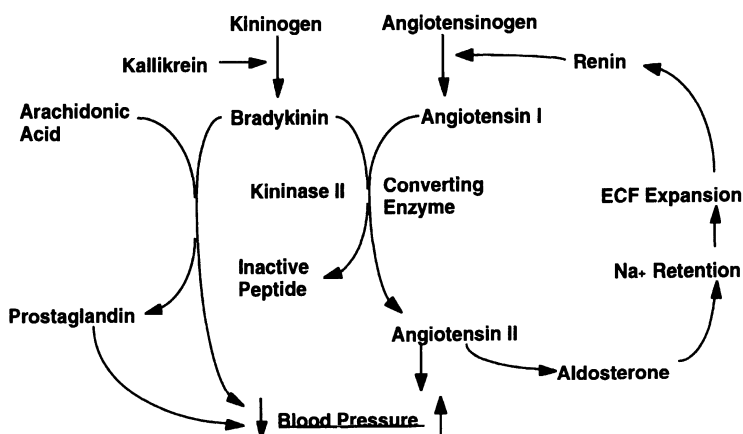 Kininogen
Angiotensinogen
Kallikrein
Renin
Arachidonic
Acid
Bradykinin
Angiotensin I
Kininase II
Converting
Enzyme
ECF Expansion
Inactive
Peptide
Na+ Retention
Prostaglandin
Angiotensin II
Aldosterone
Blood Pressure